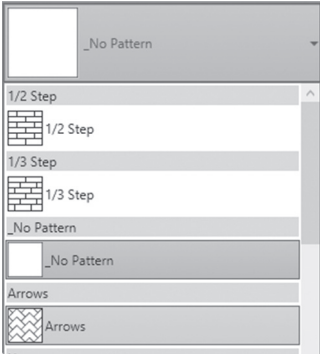 _No Pattern
1/2 Step
1/2 Step
1/3 Step
1/3 Step
_No Pattern
_No Pattern
Arrows
Arrows